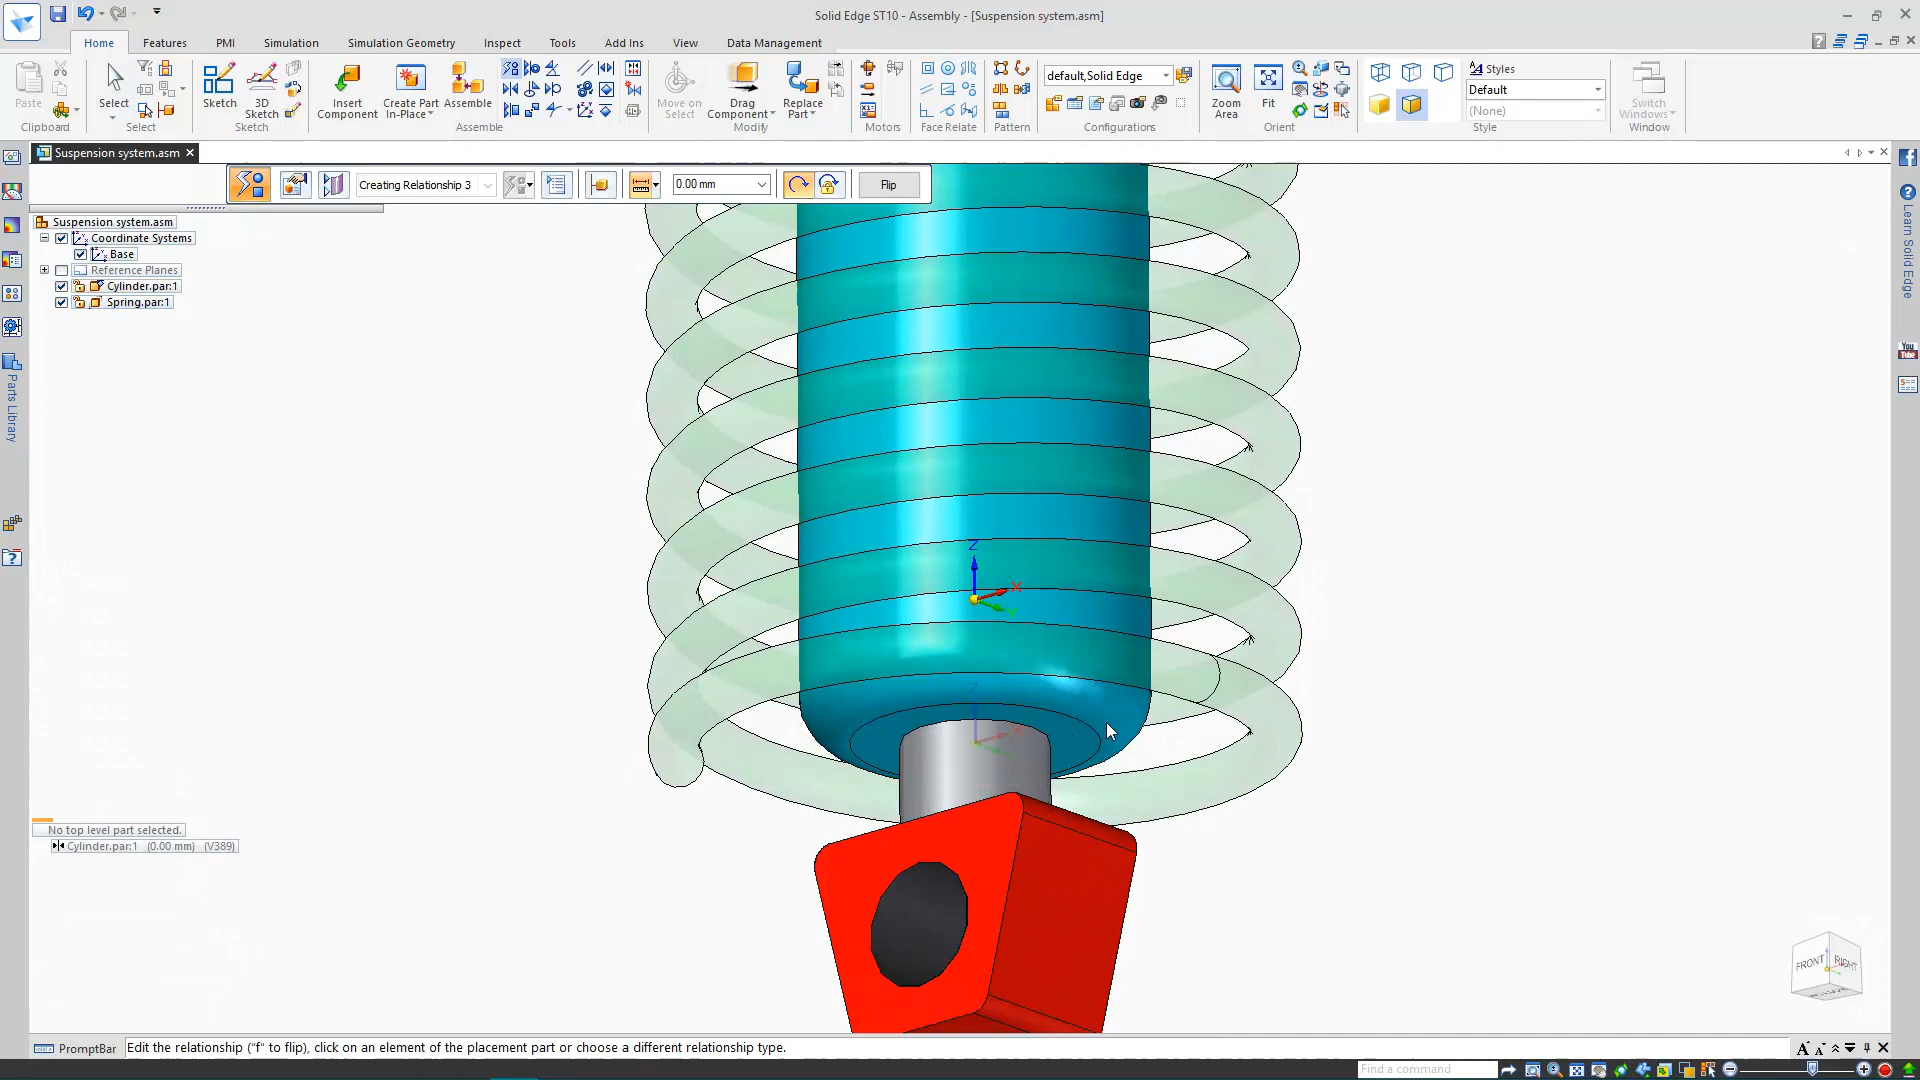 Solid Edge ST10 - Assembly - [Suspension system.asm]
Home Features PMI Simulation Simulation Geometry Inspect Tools Add Ins View Data Management
Paste
Clipboard
Select
Select
Sketch
3D Sketch
Sketch
Insert Component
Create Part In-Place
Assemble
Assemble
Move on Select
Drag Component
Replace Part
Modify
Motors
Face Relate
Pattern
default,Solid Edge
Configurations
Zoom Area
Fit
Orient
Styles
Default
(None)
Style
Switch Windows
Window
Suspension system.asm
Creating Relationship 3
0.00 mm
Flip
Suspension system.asm
Coordinate Systems
Base
Reference Planes
Cylinder.par:1
Spring.par:1
Parts Library
Learn Solid Edge
You Tube
Z
X
Y
Z
No top level part selected.
Cylinder.par:1 (0.00 mm) (V389)
FRONT
RIGHT
BOTTOM
PromptBar
Edit the relationship ("f" to flip), click on an element of the placement part or choose a different relationship type.
Find a command